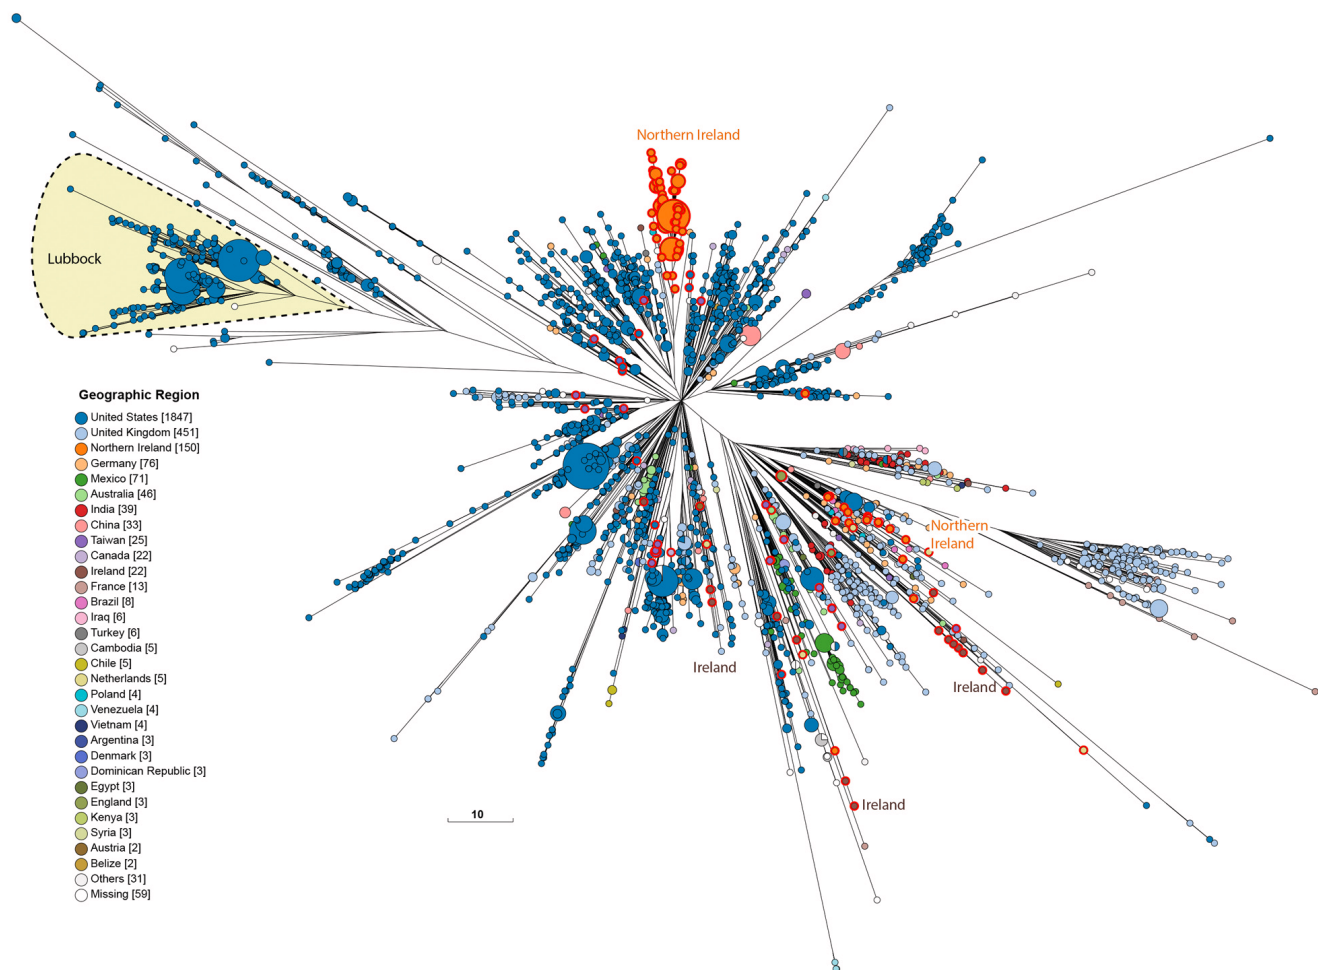 Northern Ireland
Lubbock
Geographic Region
United States [1847]
United Kingdom [451]
Northern Ireland [150]
Germany [76]
Mexico [71]
Australia [46]
India [39]
China [33]
Taiwan [25]
Canada [22]
Ireland [22]
France [13]
Brazil [8]
Iraq [6]
Turkey [6]
Cambodia [5]
Chile [5]
Netherlands [5]
Poland [4]
Venezuela [4]
Vietnam [4]
Argentina [3]
Denmark [3]
Dominican Republic [3]
Egypt [3]
England [3]
Kenya [3]
Syria [3]
Austria [2]
Belize [2]
Others [31]
Missing [59]
Northern
Ireland
Ireland
Ireland
Ireland
10